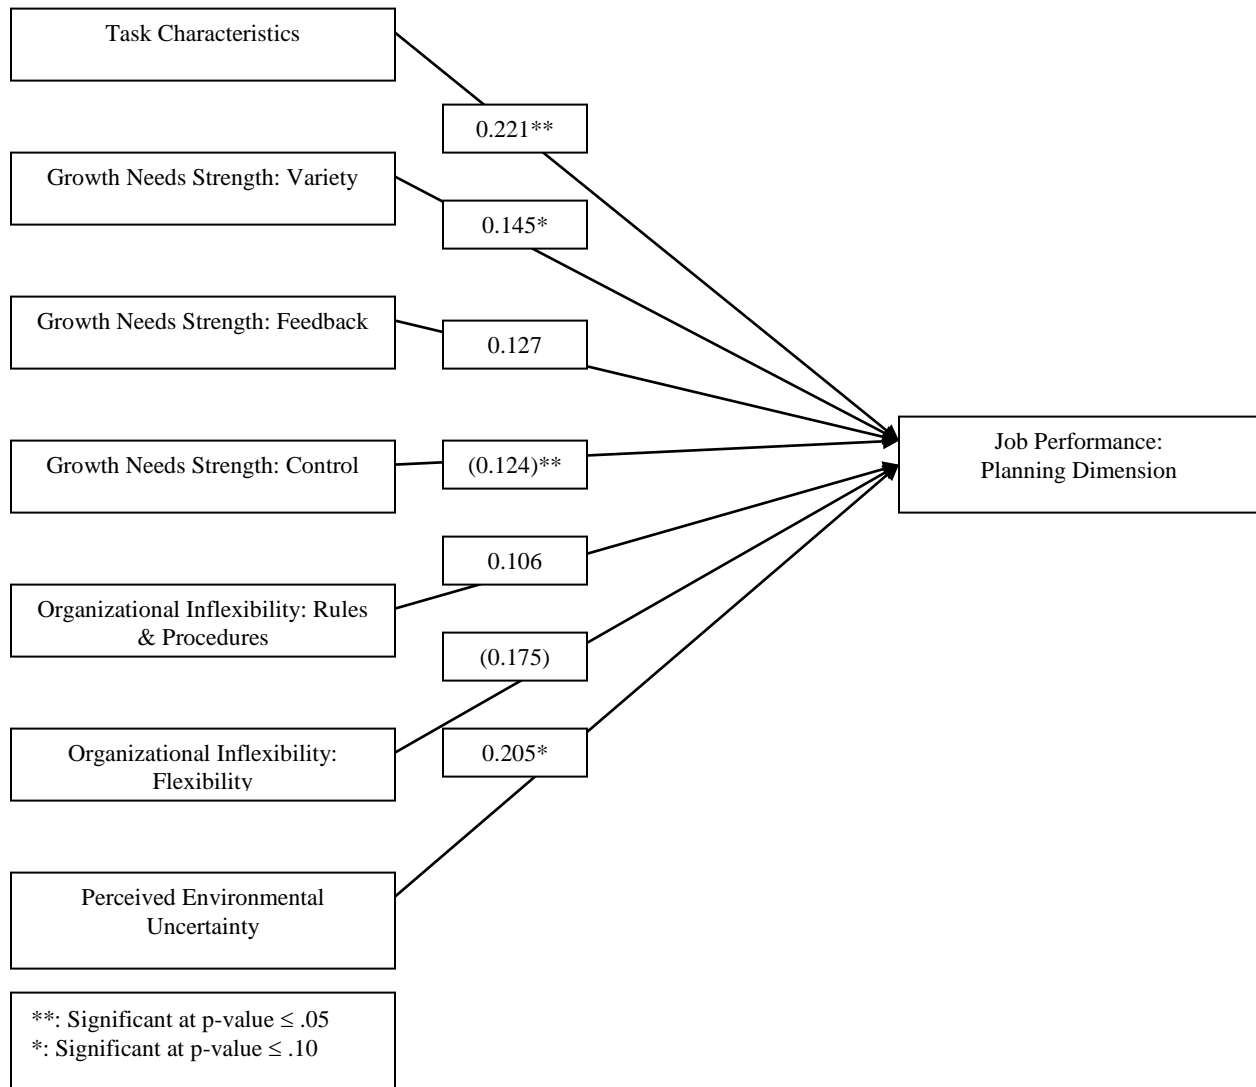 Task Characteristics
0.221**
Growth Needs Strength: Variety
0.145*
Growth Needs Strength: Feedback
0.127
Growth Needs Strength: Control
(0.124)**
Job Performance:
Planning Dimension
0.106
Organizational Inflexibility: Rules
& Procedures
(0.175)
Organizational Inflexibility:
Flexibility
0.205*
Perceived Environmental
Uncertainty
**: Significant at p-value ≤ .05
*: Significant at p-value ≤ .10